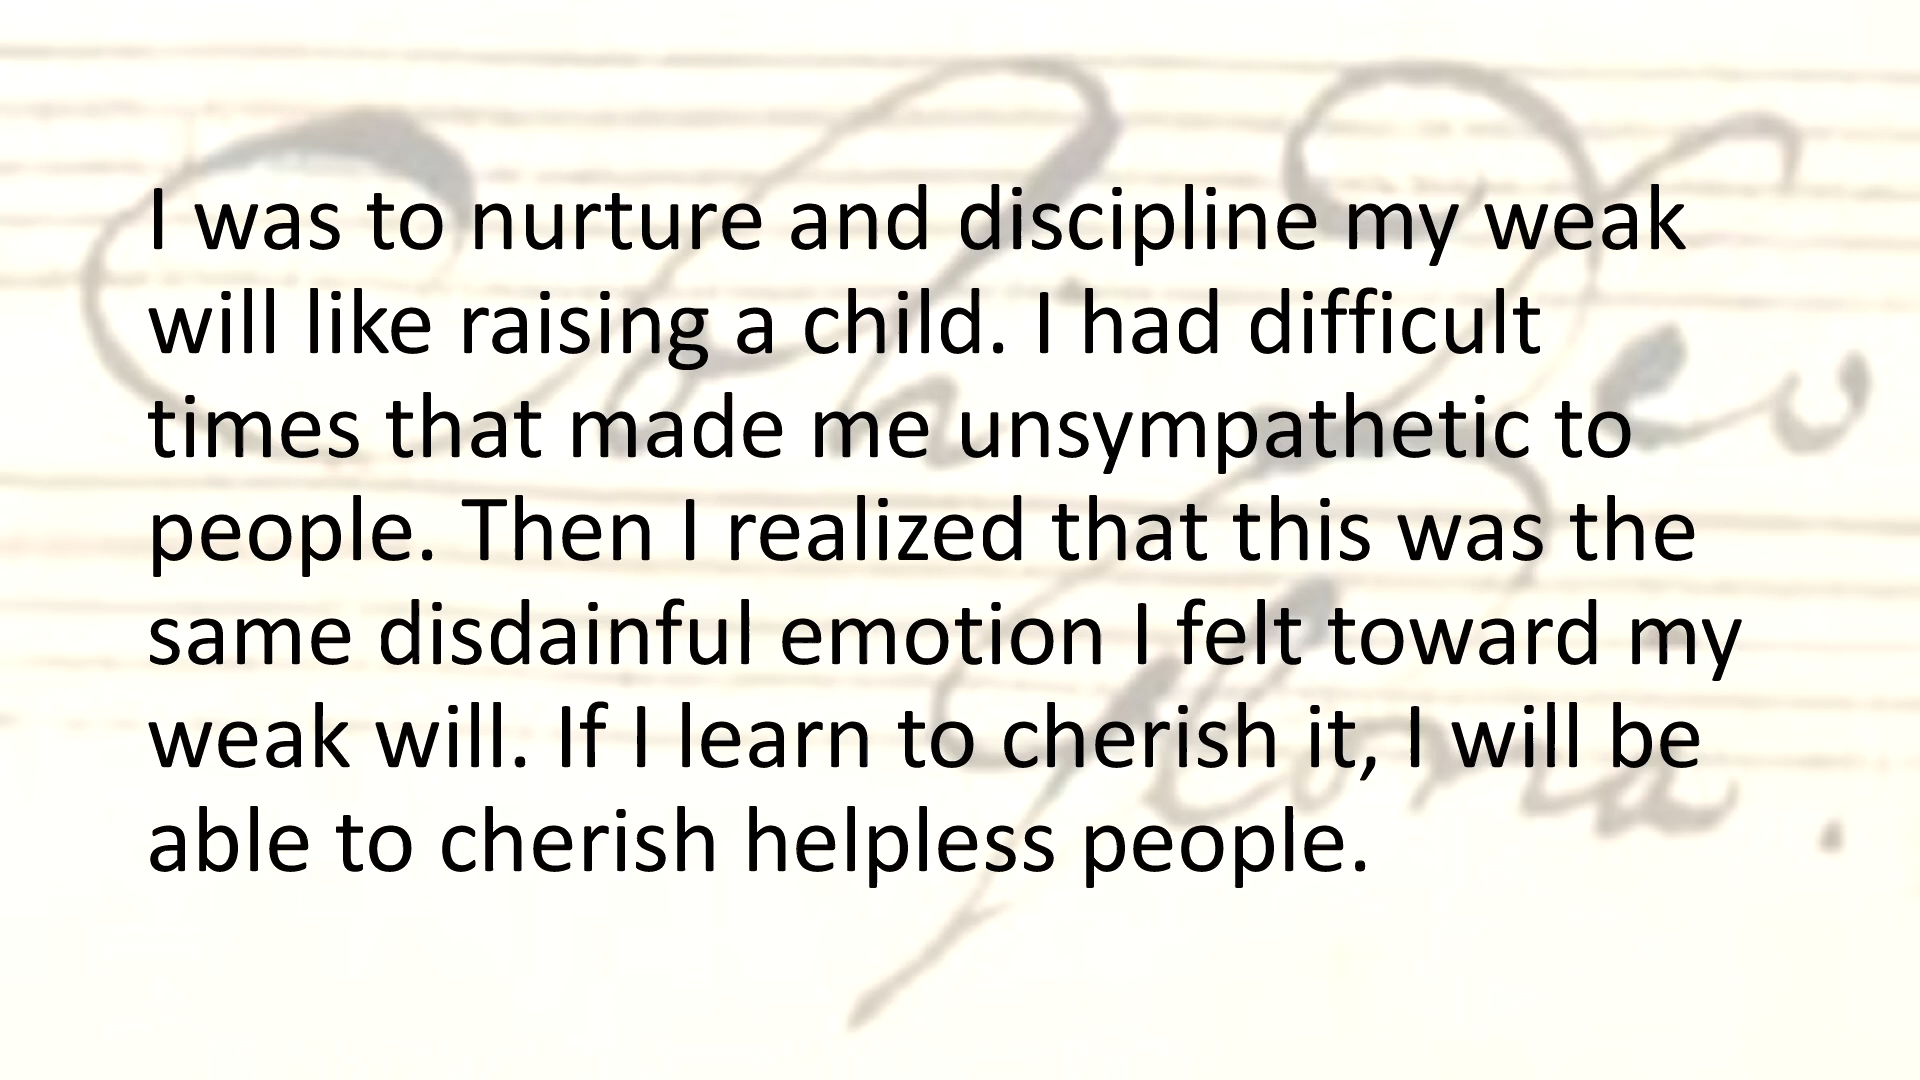 I was to nurture and discipline my weak
will like raising a child. I had difficult
times that made me unsympathetic to
people. Then I realized that this was the
same disdainful emotion I felt toward my
weak will. If I learn to cherish it, I will be
able to cherish helpless people.